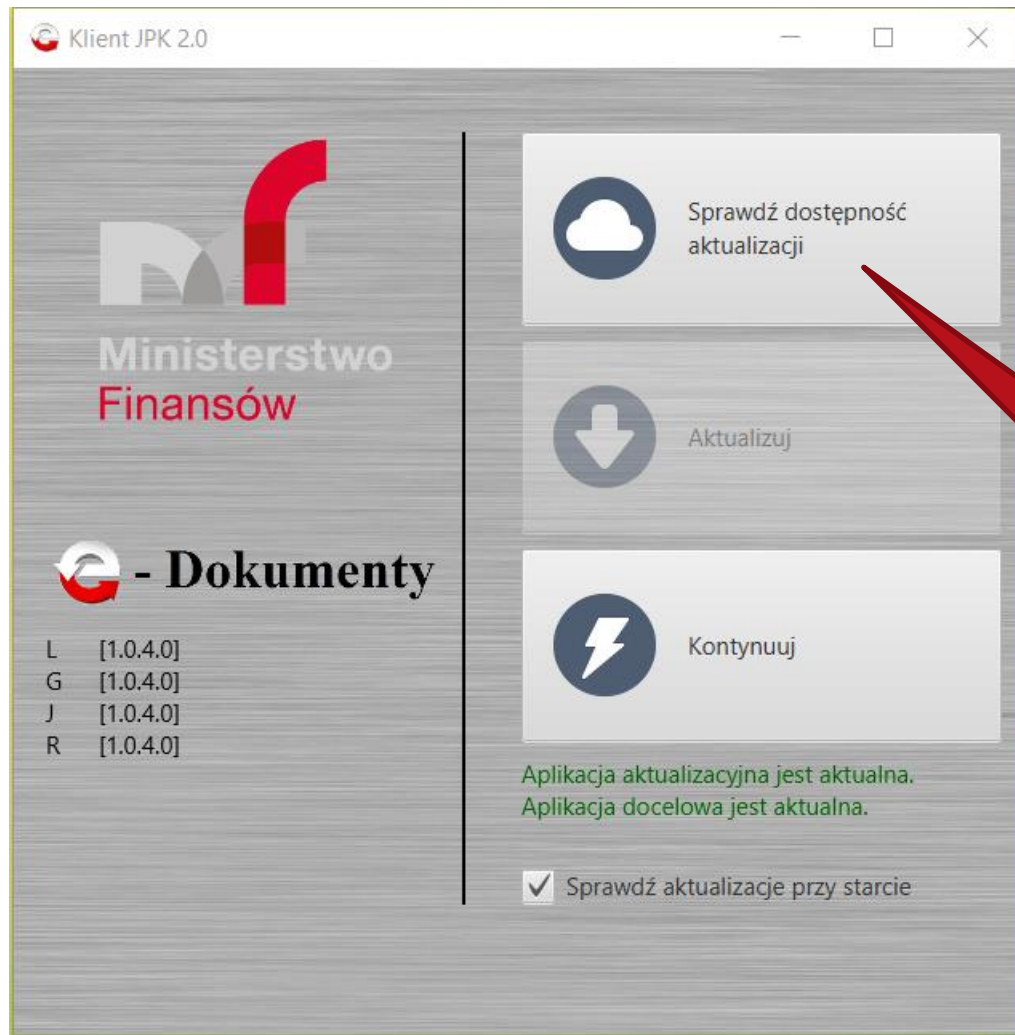 Klient JPK 2.0
Ministerstwo
Finansów
e - Dokumenty
L [1.0.4.0]
G [1.0.4.0]
J [1.0.4.0]
R [1.0.4.0]
Sprawdź dostępność
aktualizacji
Aktualizuj
Kontynuuj
Aplikacja aktualizacyjna jest aktualna.
Aplikacja docelowa jest aktualna.
Sprawdź aktualizacje przy starcie